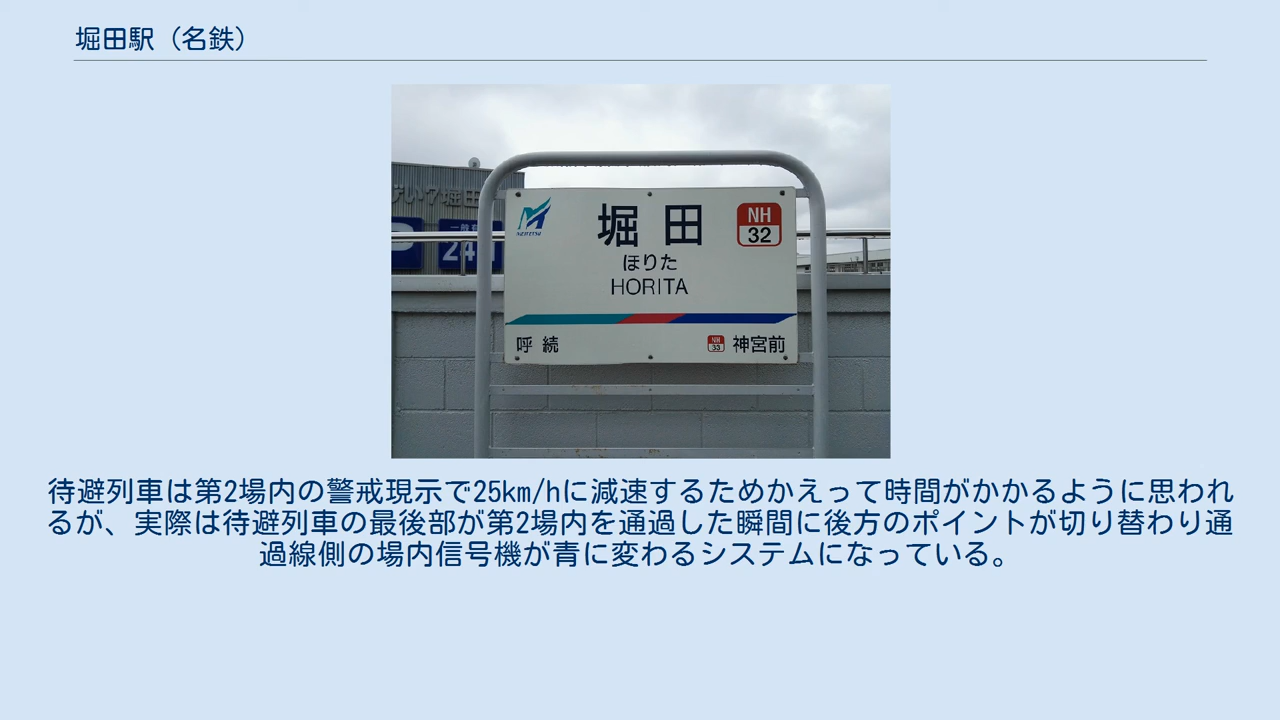 堀田駅（名鉄）
堀田
NH
32
ほりた
HORITA
呼続
NH
33
神宮前
待避列車は第2場内の警戒現示で25km/hに減速するためかえって時間がかかるように思われ
るが、実際は待避列車の最後部が第2場内を通過した瞬間に後方のポイントが切り替わり通
過線側の場内信号機が青に変わるシステムになっている。